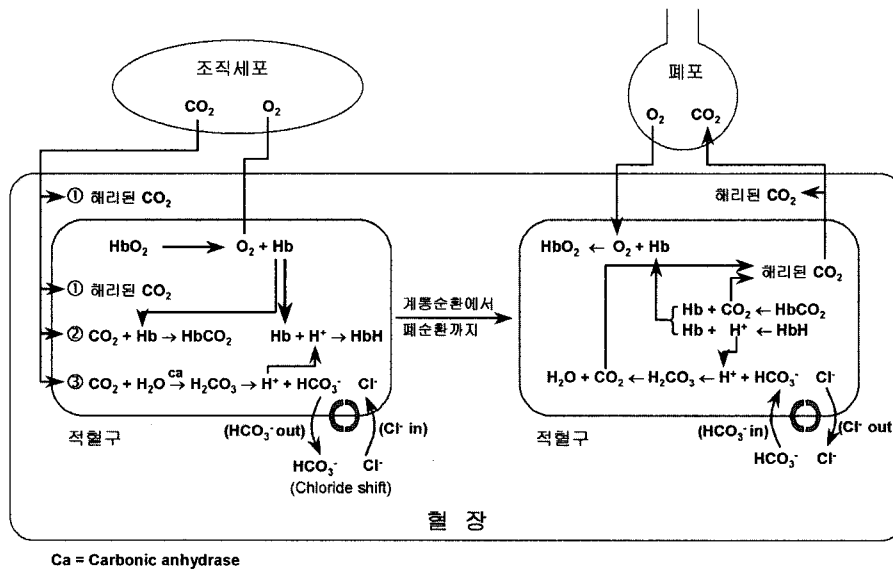 조직세포
CO₂ O₂
폐포
O₂ CO₂
① 해리된 CO₂
해리된 CO₂
HbO₂ → O₂ + Hb
HbO₂ ← O₂ + Hb
① 해리된 CO₂
해리된 CO₂
계통순환에서
폐순환까지
② CO₂ + Hb → HbCO₂
Hb + H⁺ → HbH
Hb + CO₂ ← HbCO₂
Hb + H⁺ ← HbH
③ CO₂ + H₂O ca→ H₂CO₃ → H⁺ + HCO₃⁻ Cl⁻
H₂O + CO₂ ← H₂CO₃ ← H⁺ + HCO₃⁻ Cl⁻
적혈구
(HCO₃⁻ out) (Cl⁻ in)
적혈구
(HCO₃⁻ in) (Cl⁻ out
HCO₃⁻ Cl⁻
(Chloride shift)
HCO₃⁻ Cl⁻
혈 장
Ca = Carbonic anhydrase